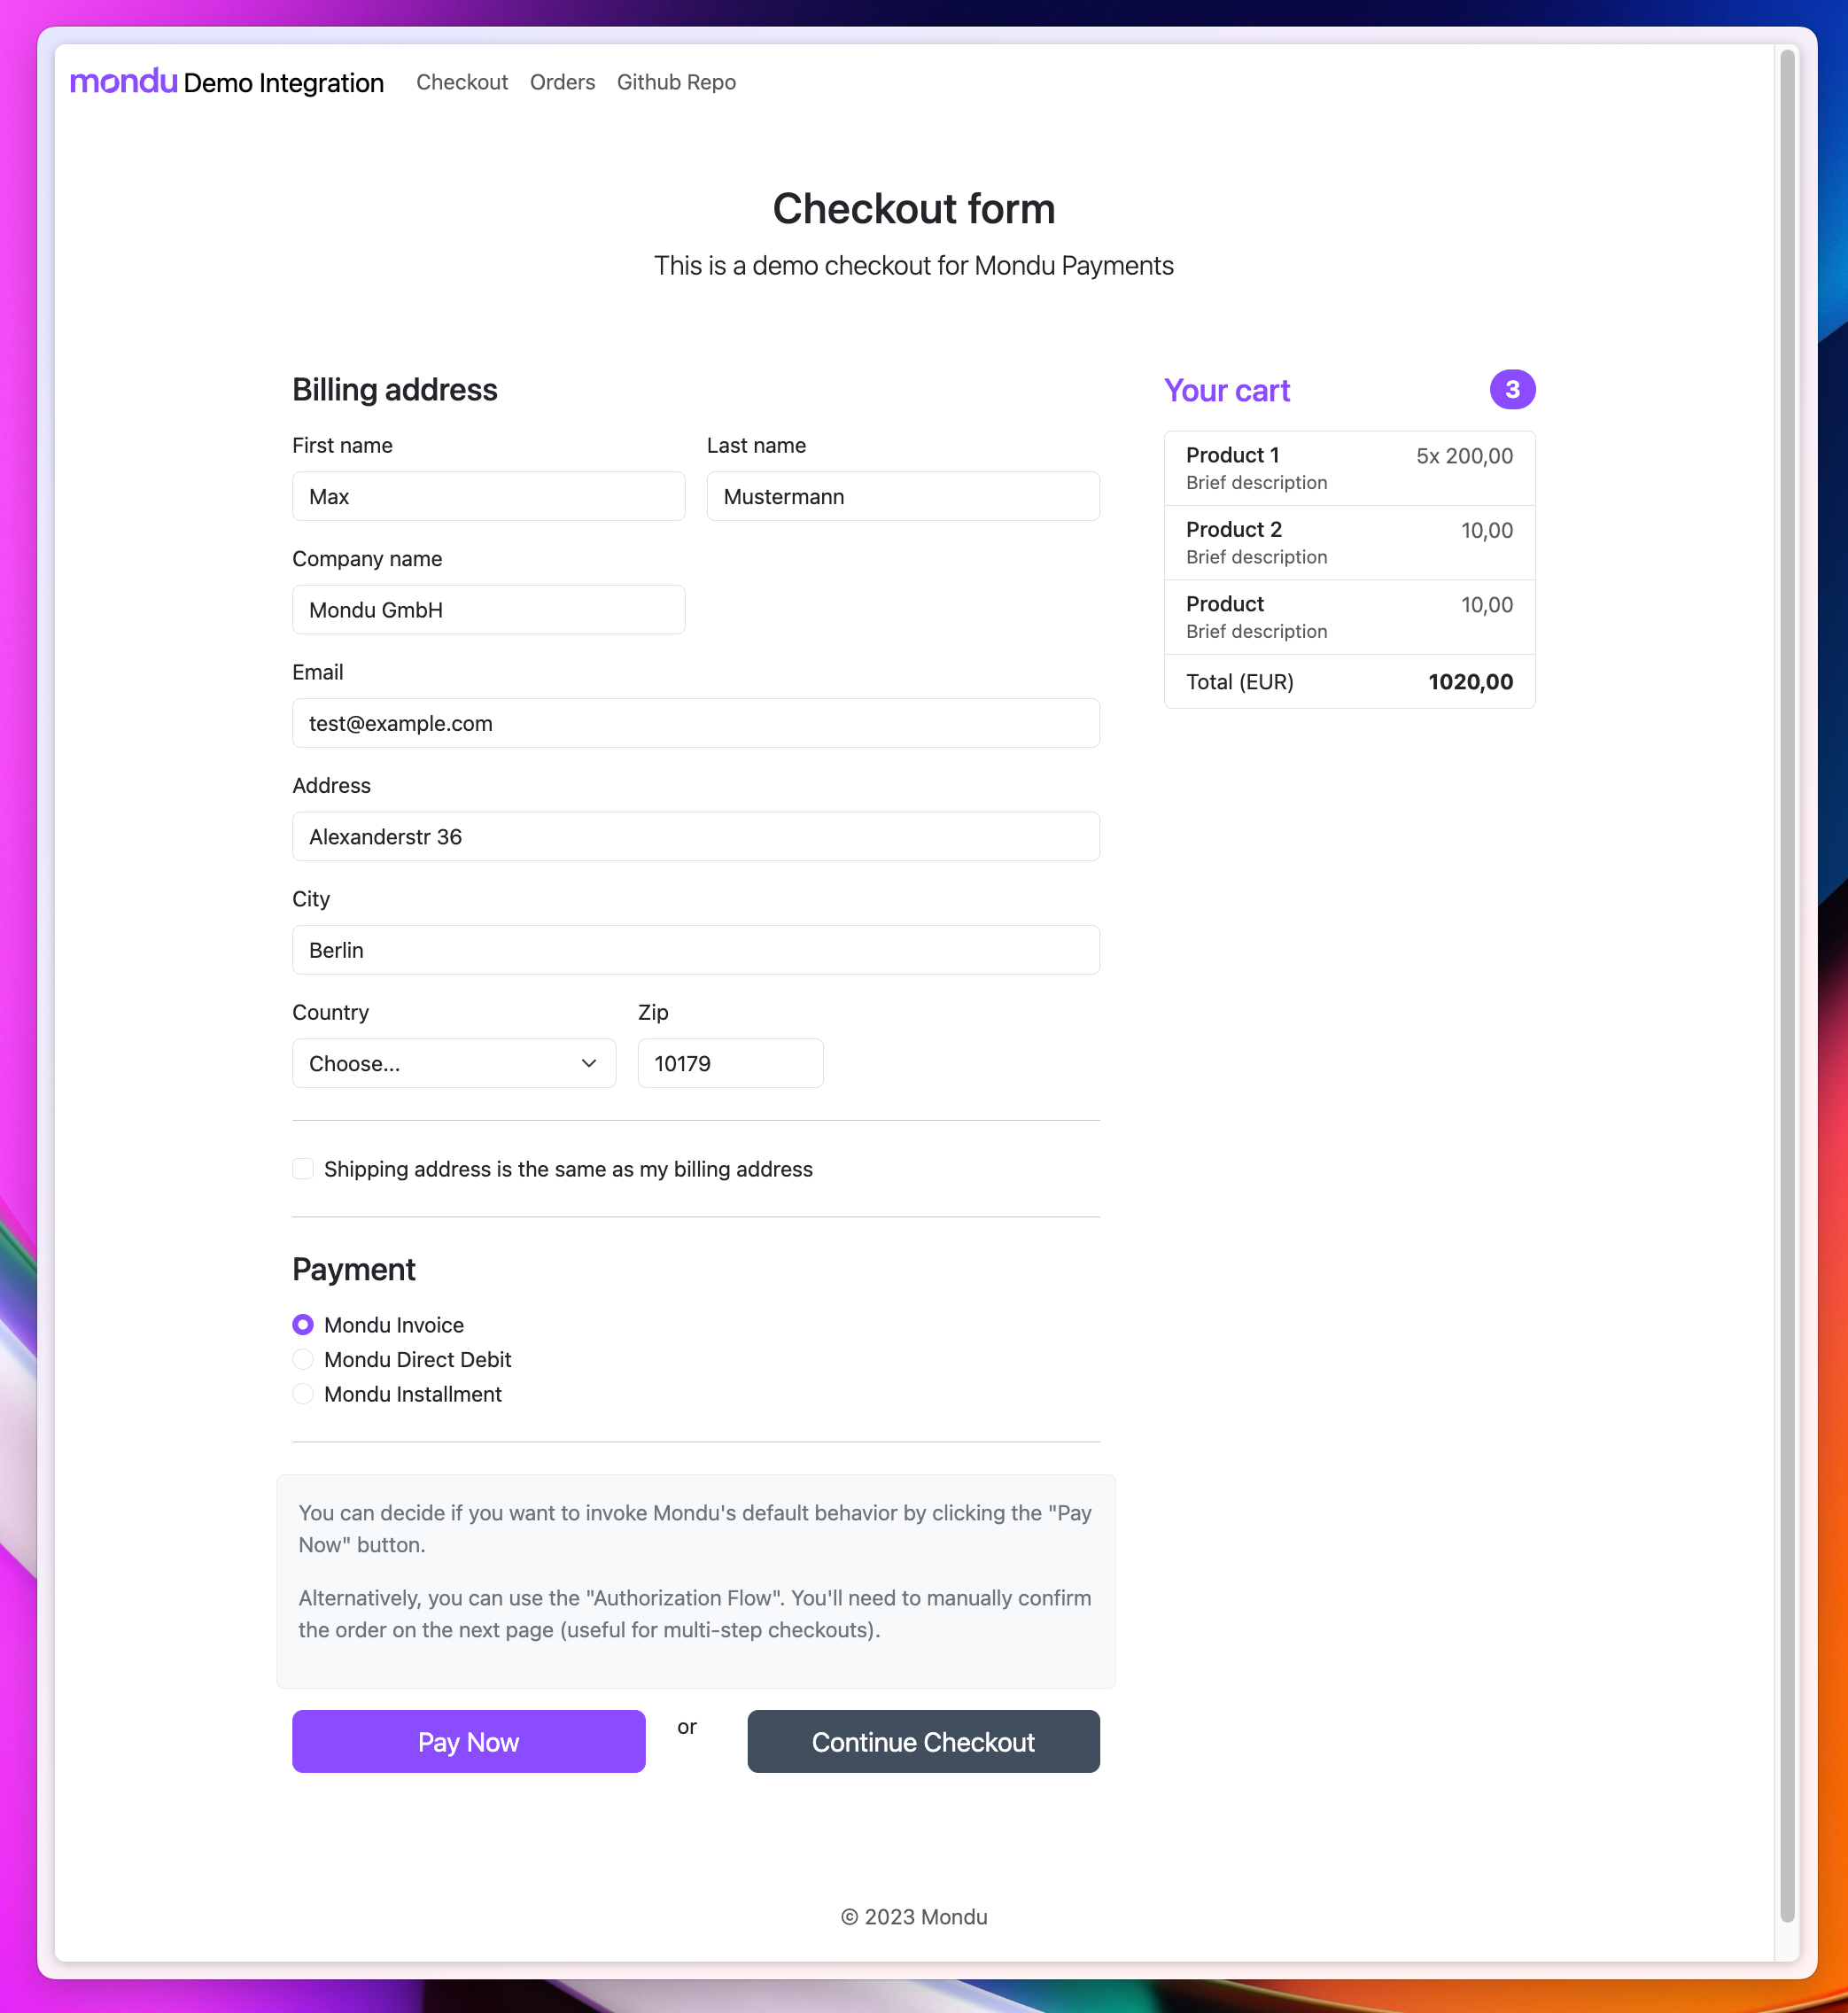 mondu Demo Integration Checkout Orders Github Repo
Checkout form
This is a demo checkout for Mondu Payments
Billing address
First name Last name
Max Mustermann
Company name
Mondu GmbH
Email
test@example.com
Address
Alexanderstr 36
City
Berlin
Country Zip
Choose... 10179
Shipping address is the same as my billing address
Payment
Mondu Invoice
Mondu Direct Debit
Mondu Installment
You can decide if you want to invoke Mondu's default behavior by clicking the "Pay
Now" button.
Alternatively, you can use the "Authorization Flow". You'll need to manually confirm
the order on the next page (useful for multi-step checkouts).
Pay Now or Continue Checkout
Your cart 3
Product 1 5x 200,00
Brief description
Product 2 10,00
Brief description
Product 10,00
Brief description
Total (EUR) 1020,00
© 2023 Mondu